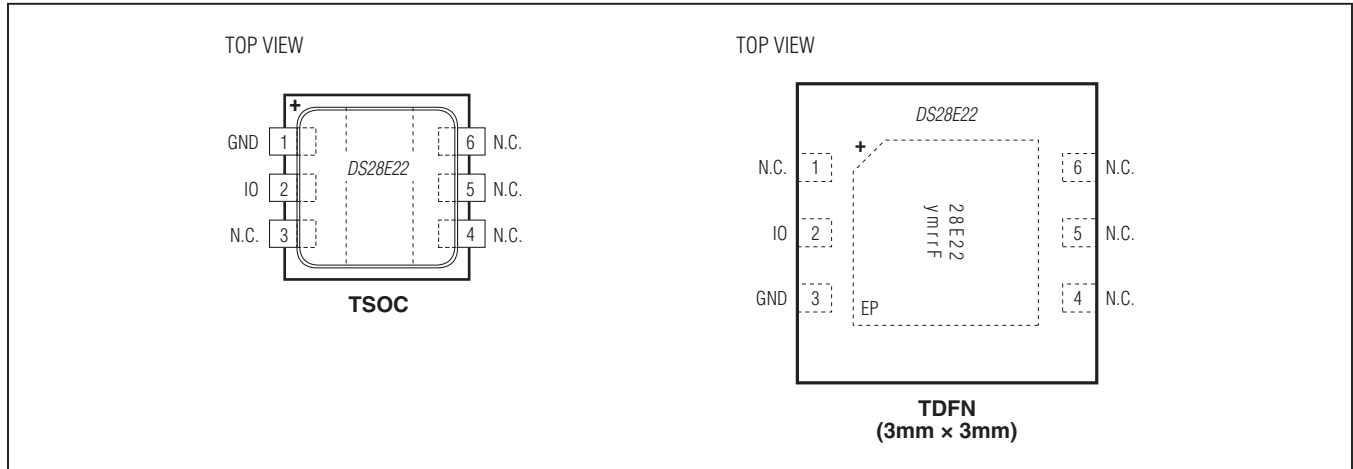 TOP VIEW
+
GND 1
6 N.C.
DS28E22
IO 2
5 N.C.
N.C. 3
4 N.C.
TSOC
TOP VIEW
DS28E22
+
N.C. 1
6 N.C.
28E22
ymrrF
IO 2
5 N.C.
GND 3
4 N.C.
EP
TDFN
(3mm × 3mm)